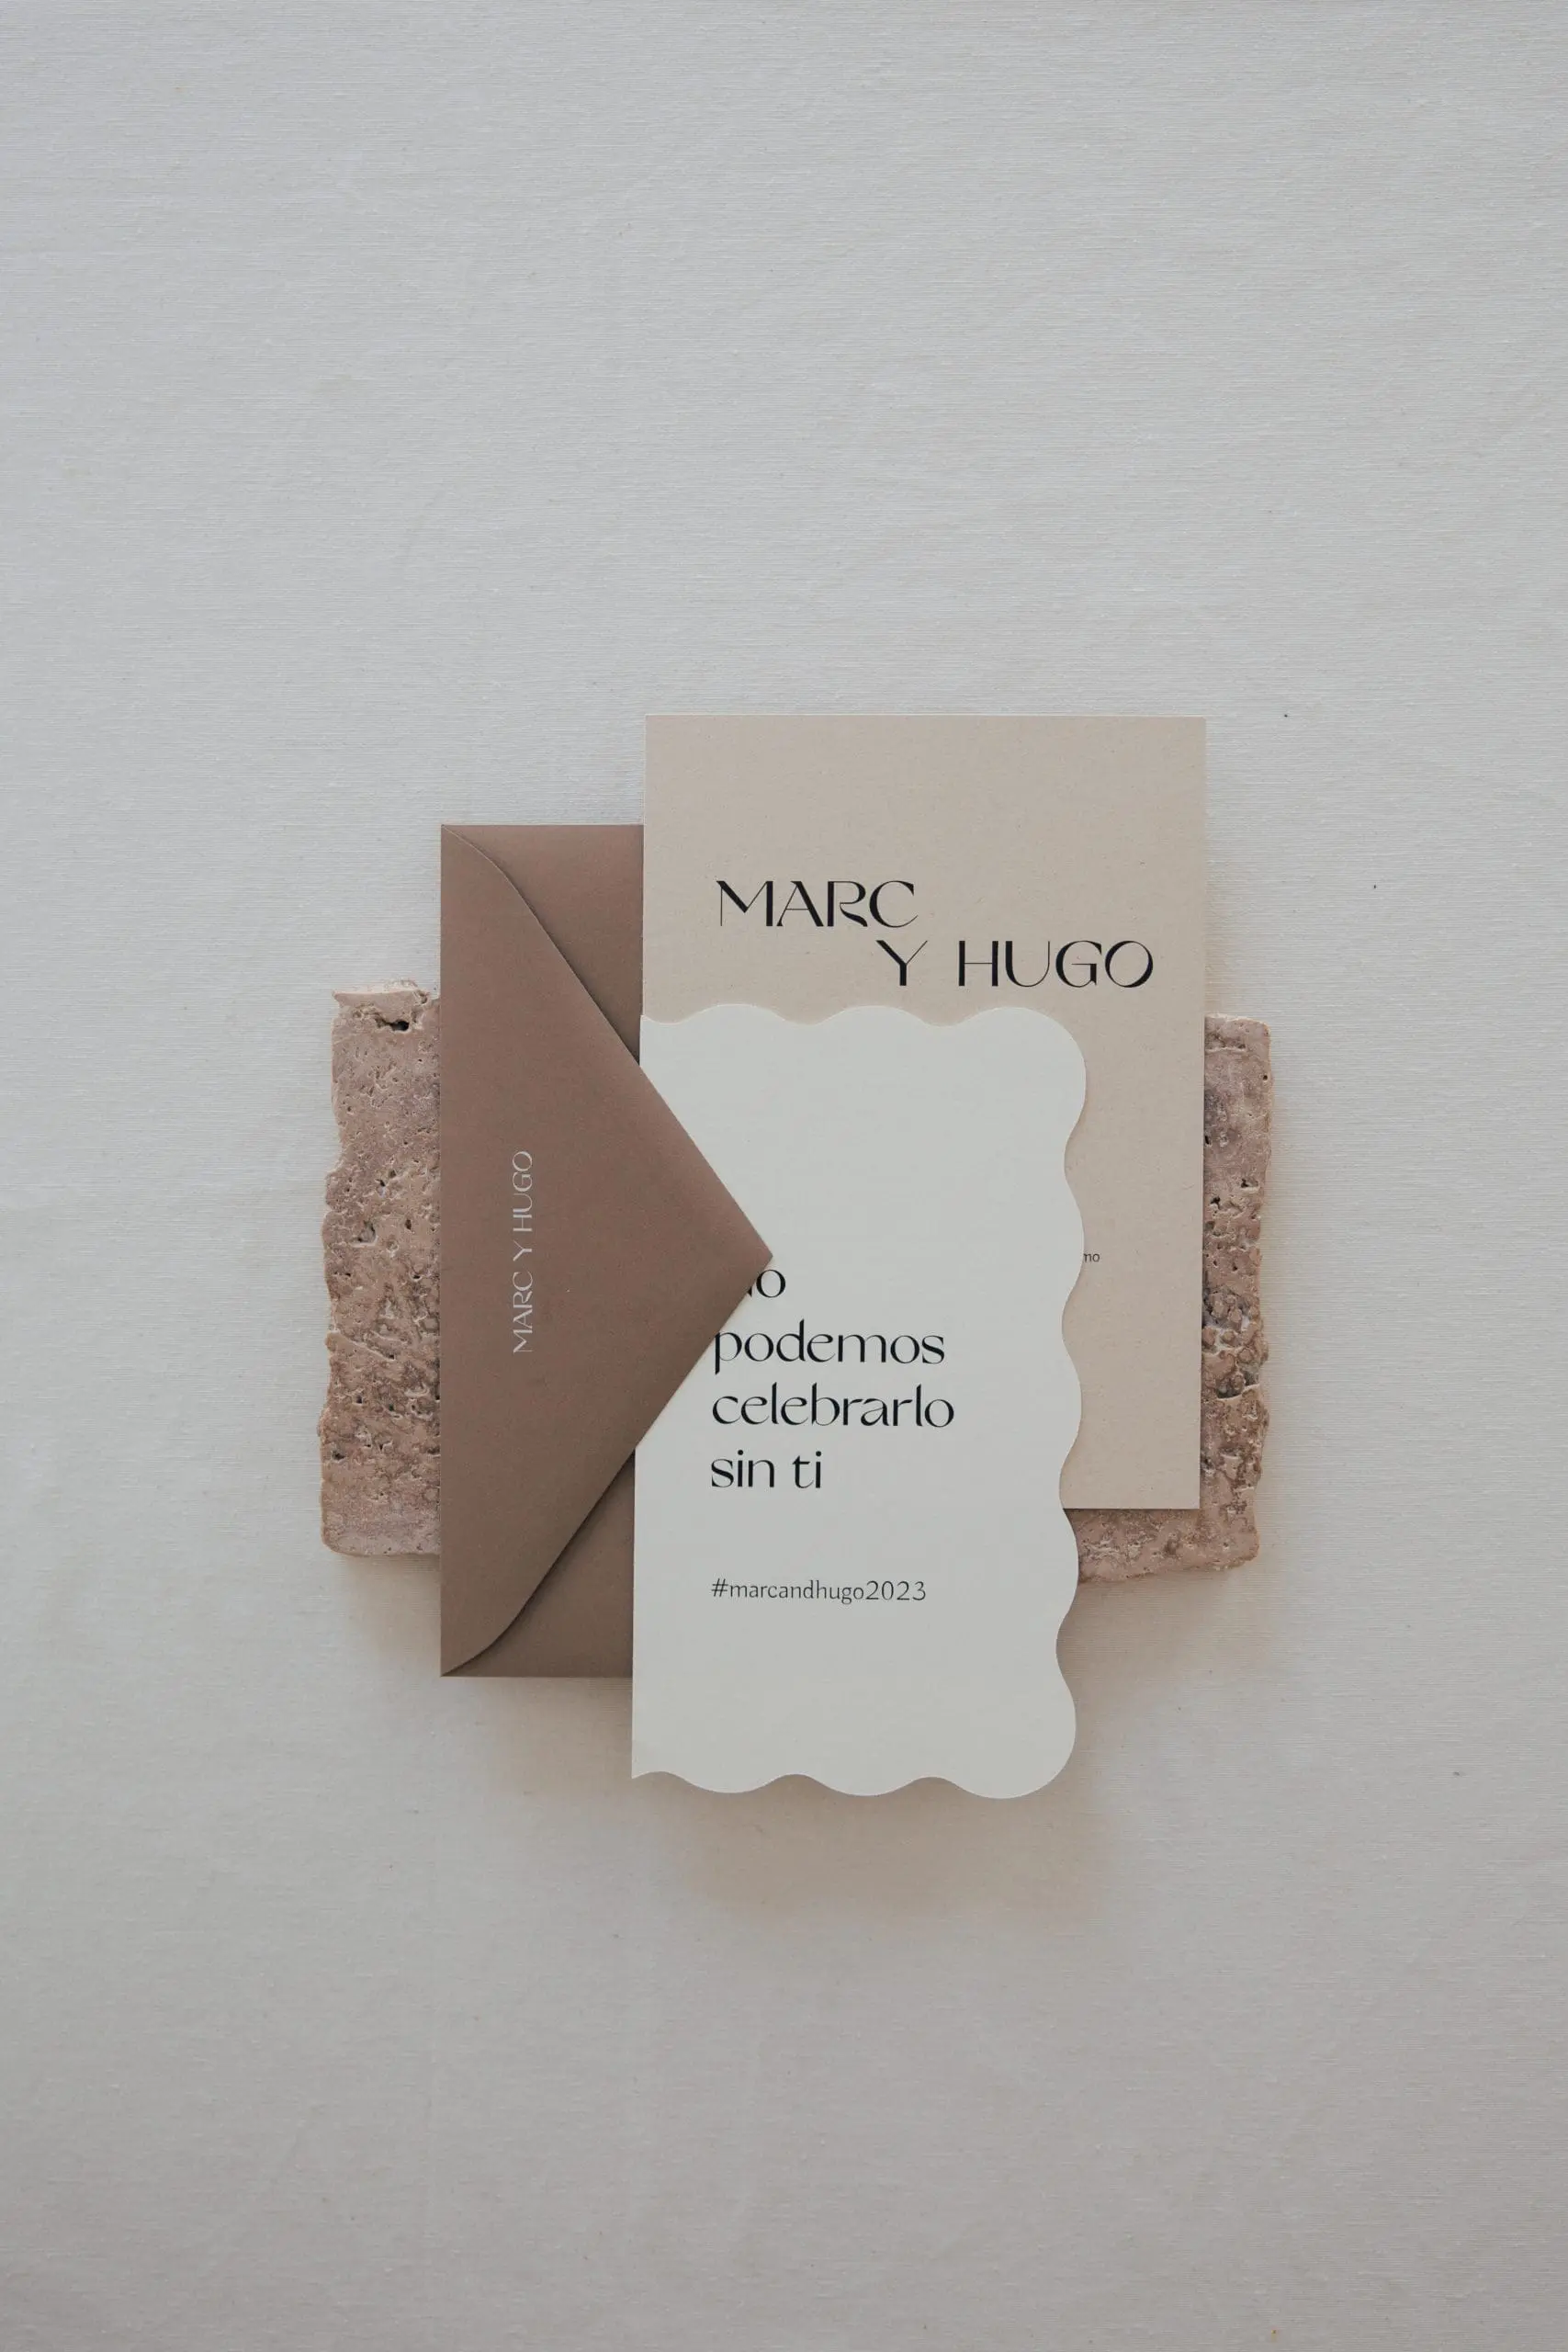 MARC
Y HUGO
MARC Y HUGO
podemos
celebrarlo
sin ti
#marcandhugo2023